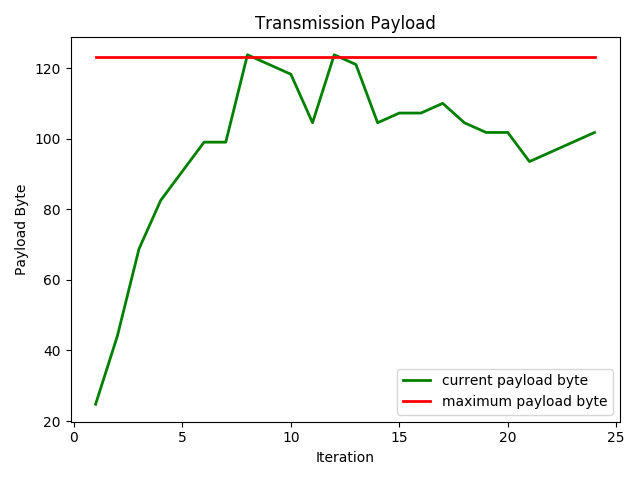 Transmission Payload
Payload Byte
120
100
80
60
40
20
0
5
10
15
20
25
Iteration
current payload byte
maximum payload byte